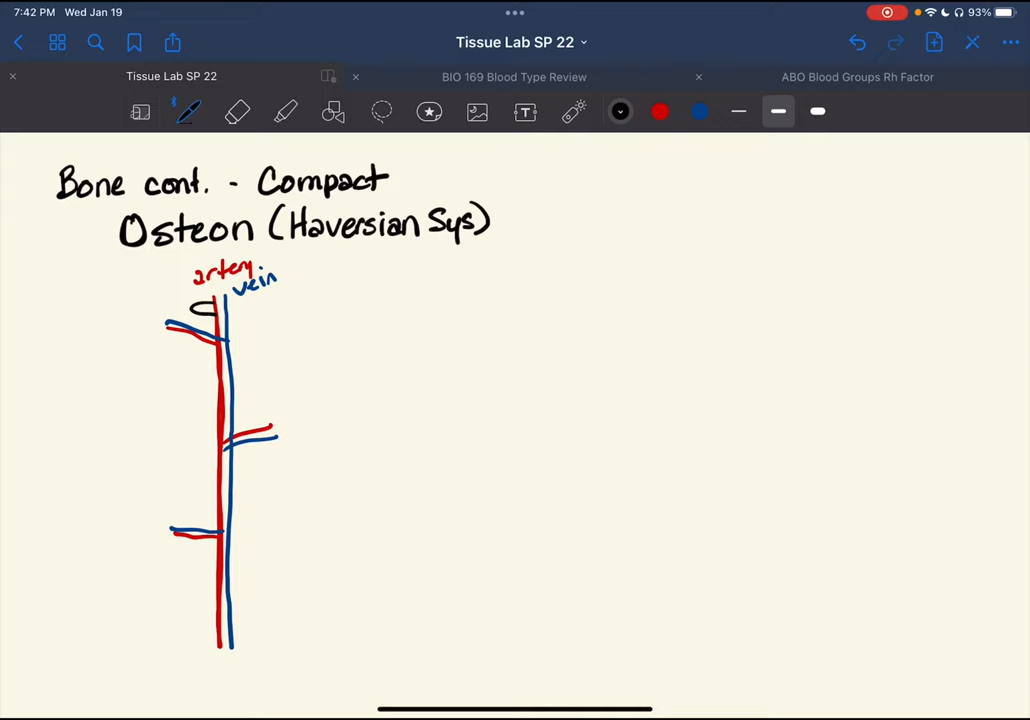 7:42 PM Wed Jan 19
93%
Tissue Lab SP 22
Tissue Lab SP 22
BIO 169 Blood Type Review
ABO Blood Groups Rh Factor
T
Bone cont. - Compact
Osteon (Haversian Sys)
artery
vein